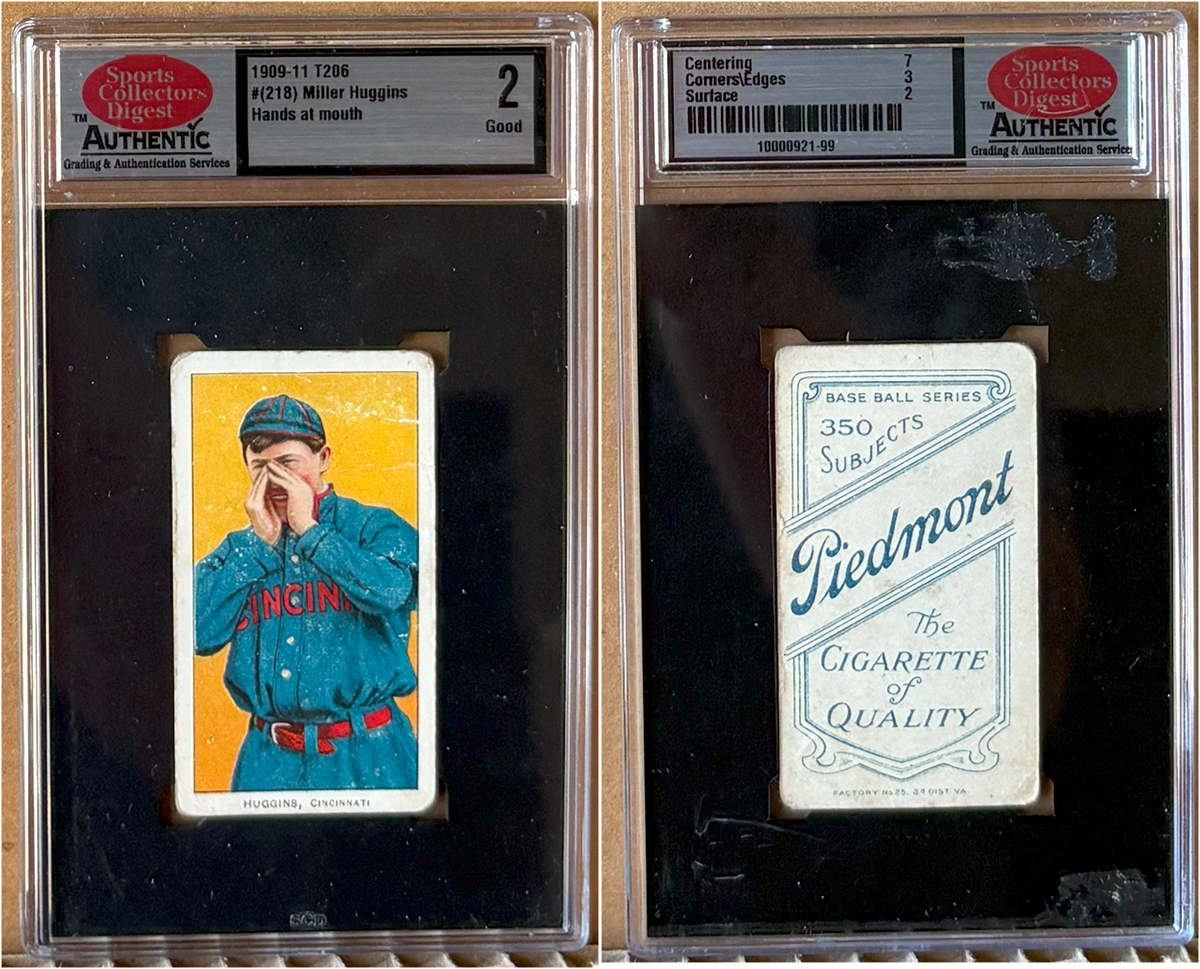 Sports
Collectors
Digest
™
AUTHENTIC
Grading & Authentication Services
1909-11 T206
#(218) Miller Huggins
Hands at mouth
2
Good
CINCINN
HUGGINS, CINCINNATI
SCD
Centering 7
Corners\Edges 3
Surface 2
10000921-99
Sports
Collectors
Digest
™
AUTHENTIC
Grading & Authentication Services
BASE BALL SERIES
350
SUBJECTS
Piedmont
The
CIGARETTE
of
QUALITY
FACTORY No 25, 2d DIST. VA.